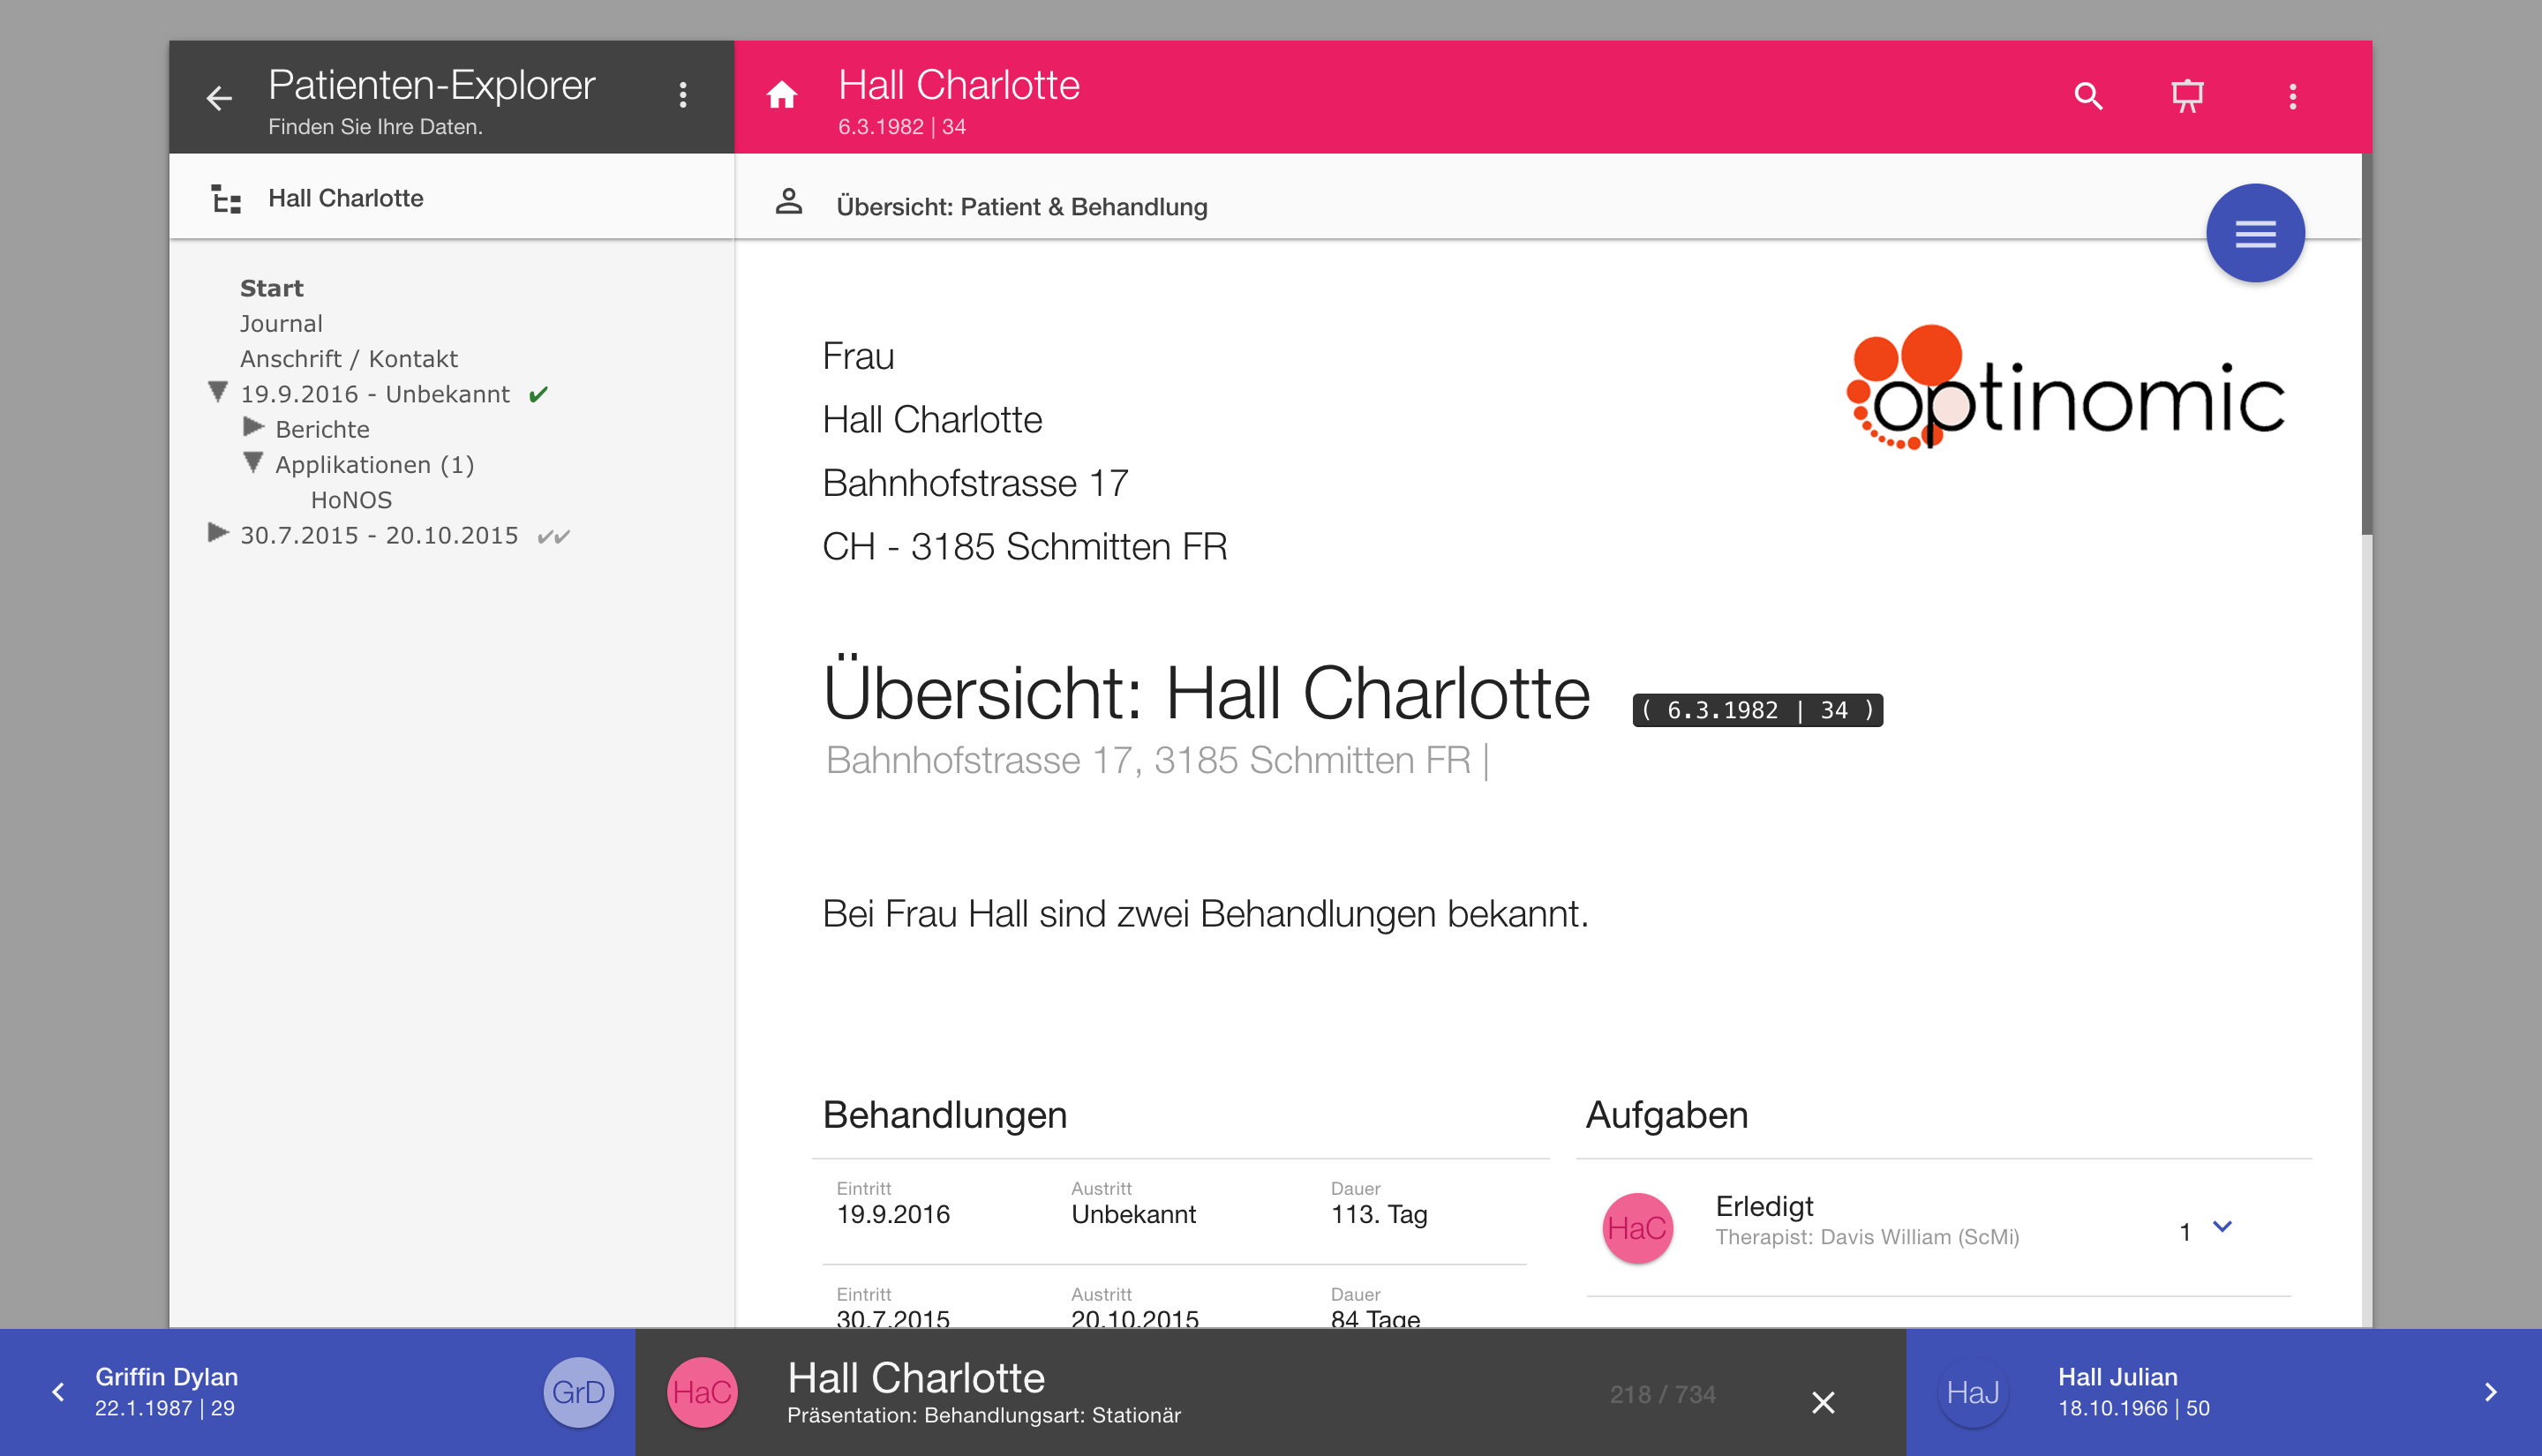 Patienten-Explorer
Finden Sie Ihre Daten.
Hall Charlotte
6.3.1982 | 34
Hall Charlotte
Übersicht: Patient & Behandlung
Start
Journal
Anschrift / Kontakt
19.9.2016 - Unbekannt ✔
Berichte
Applikationen (1)
HoNOS
30.7.2015 - 20.10.2015 ✔✔
Frau
Hall Charlotte
Bahnhofstrasse 17
CH - 3185 Schmitten FR
optinomic
Übersicht: Hall Charlotte ( 6.3.1982 | 34 )
Bahnhofstrasse 17, 3185 Schmitten FR |
Bei Frau Hall sind zwei Behandlungen bekannt.
Behandlungen
Eintritt Austritt Dauer
19.9.2016 Unbekannt 113. Tag
Eintritt Austritt Dauer
30.7.2015 20.10.2015 84 Tage
Aufgaben
HaC
Erledigt
Therapist: Davis William (ScMi)
1
Griffin Dylan
22.1.1987 | 29
GrD
HaC
Hall Charlotte
Präsentation: Behandlungsart: Stationär
218 / 734
HaJ
Hall Julian
18.10.1966 | 50